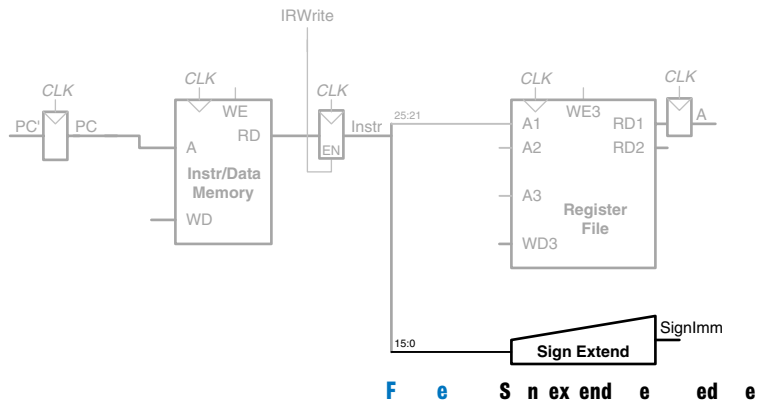 IRWrite
CLK
CLK
CLK
CLK
CLK
PC'
PC
WE
RD
A
Instr/Data
Memory
WD
EN
Instr
25:21
A1
A2
A3
WD3
WE3
RD1
RD2
Register
File
A
15:0
Sign Extend
SignImm